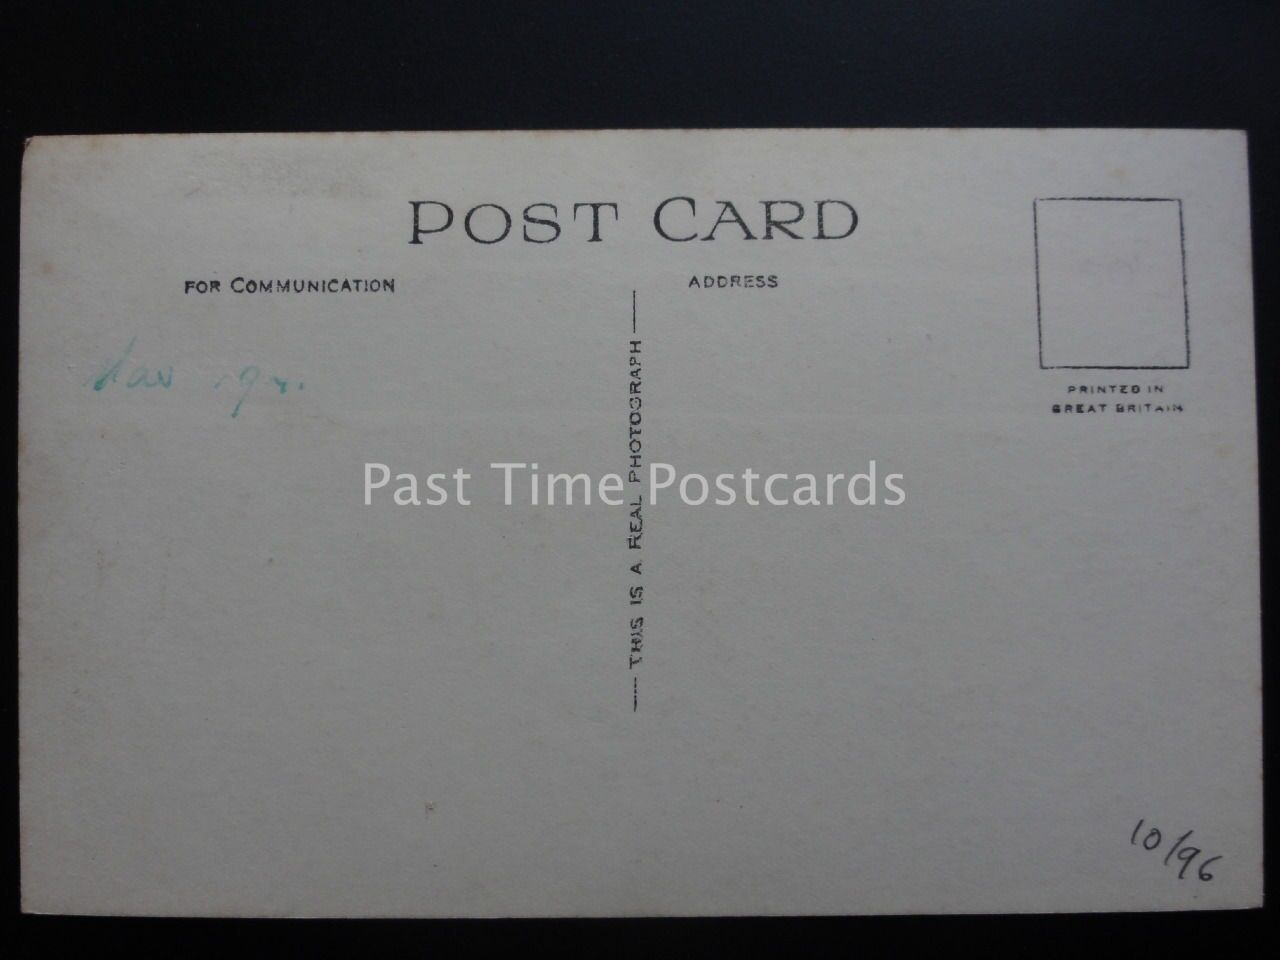 POST CARD
FOR COMMUNICATION
ADDRESS
PRINTED IN
GREAT BRITAIN
THIS IS A REAL PHOTOGRAPH
Past Time Postcards
10/96